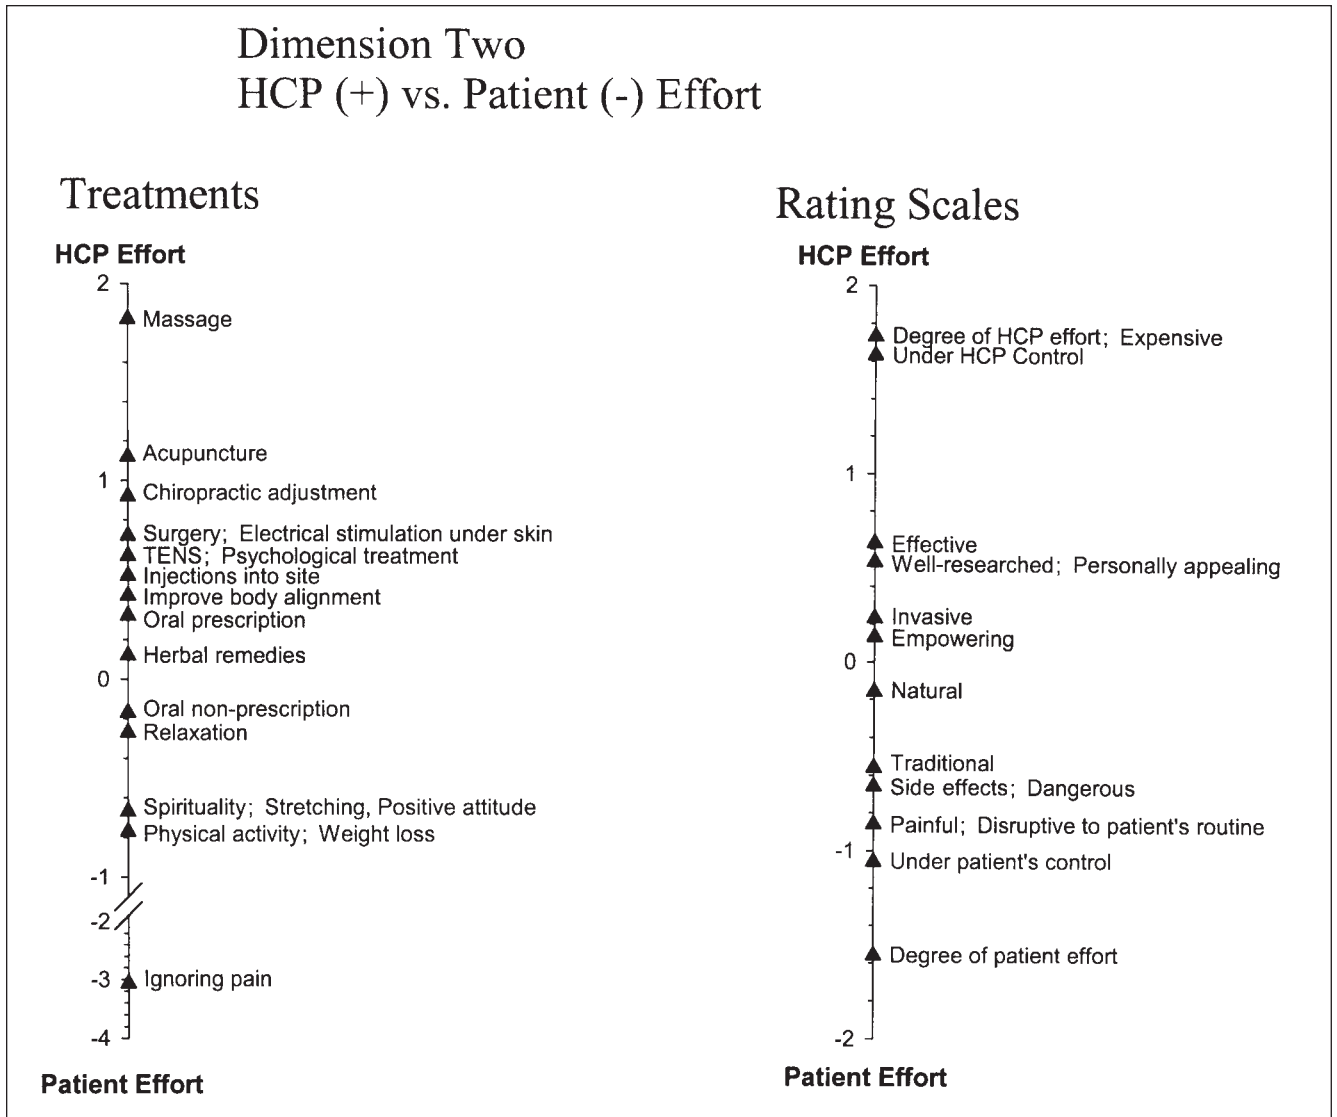 Dimension Two
HCP (+) vs. Patient (-) Effort
Treatments
HCP Effort
2
Massage
Acupuncture
1
Chiropractic adjustment
Surgery; Electrical stimulation under skin
TENS; Psychological treatment
Injections into site
Improve body alignment
Oral prescription
Herbal remedies
0
Oral non-prescription
Relaxation
Spirituality; Stretching, Positive attitude
Physical activity; Weight loss
-1
-2
-3
Ignoring pain
-4
Patient Effort
Rating Scales
HCP Effort
2
Degree of HCP effort; Expensive
Under HCP Control
1
Effective
Well-researched; Personally appealing
Invasive
Empowering
0
Natural
Traditional
Side effects; Dangerous
Painful; Disruptive to patient's routine
-1
Under patient's control
Degree of patient effort
-2
Patient Effort